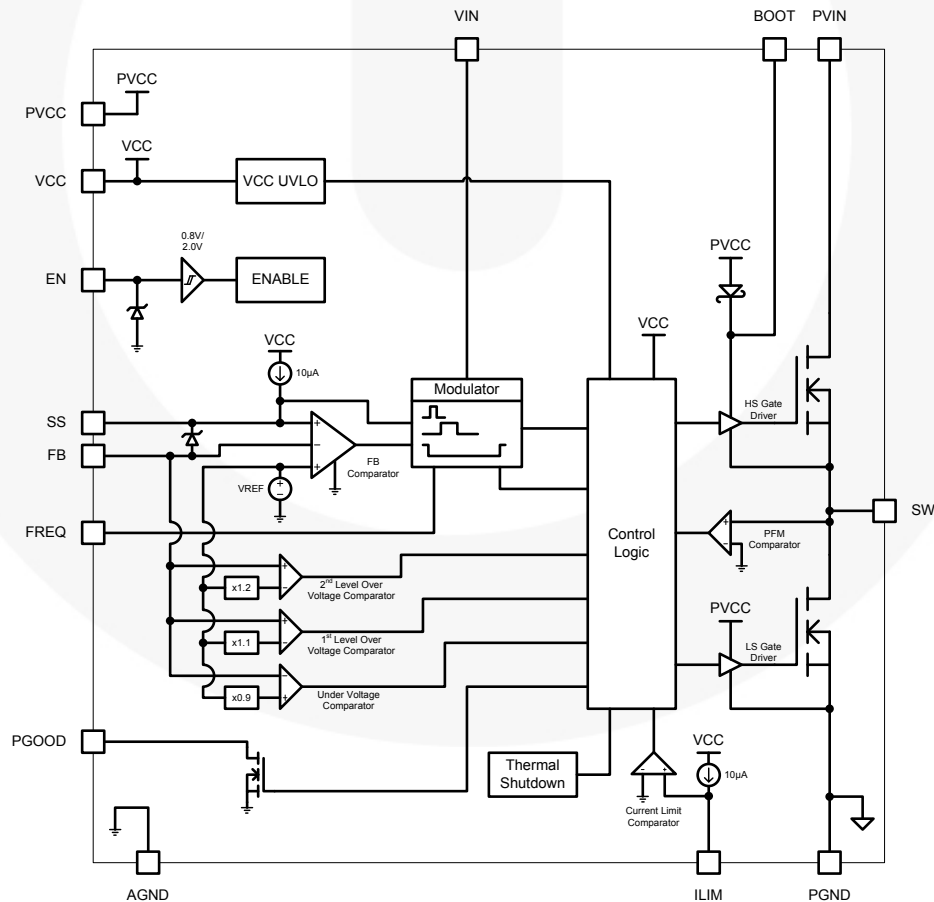 VIN
BOOT
PVIN
PVCC
PVCC
VCC
VCC
VCC UVLO
0.8V/
2.0V
EN
ENABLE
PVCC
VCC
10µA
VCC
Modulator
SS
FB
+
−
+
FB
Comparator
VREF
+
−
HS Gate
Driver
FREQ
Control
Logic
+
−
PFM
Comparator
SW
x1.2
+
−
2nd Level Over
Voltage Comparator
x1.1
+
−
1st Level Over
Voltage Comparator
PVCC
LS Gate
Driver
x0.9
−
+
Under Voltage
Comparator
PGOOD
Thermal
Shutdown
VCC
10µA
-
+
Current Limit
Comparator
AGND
ILIM
PGND